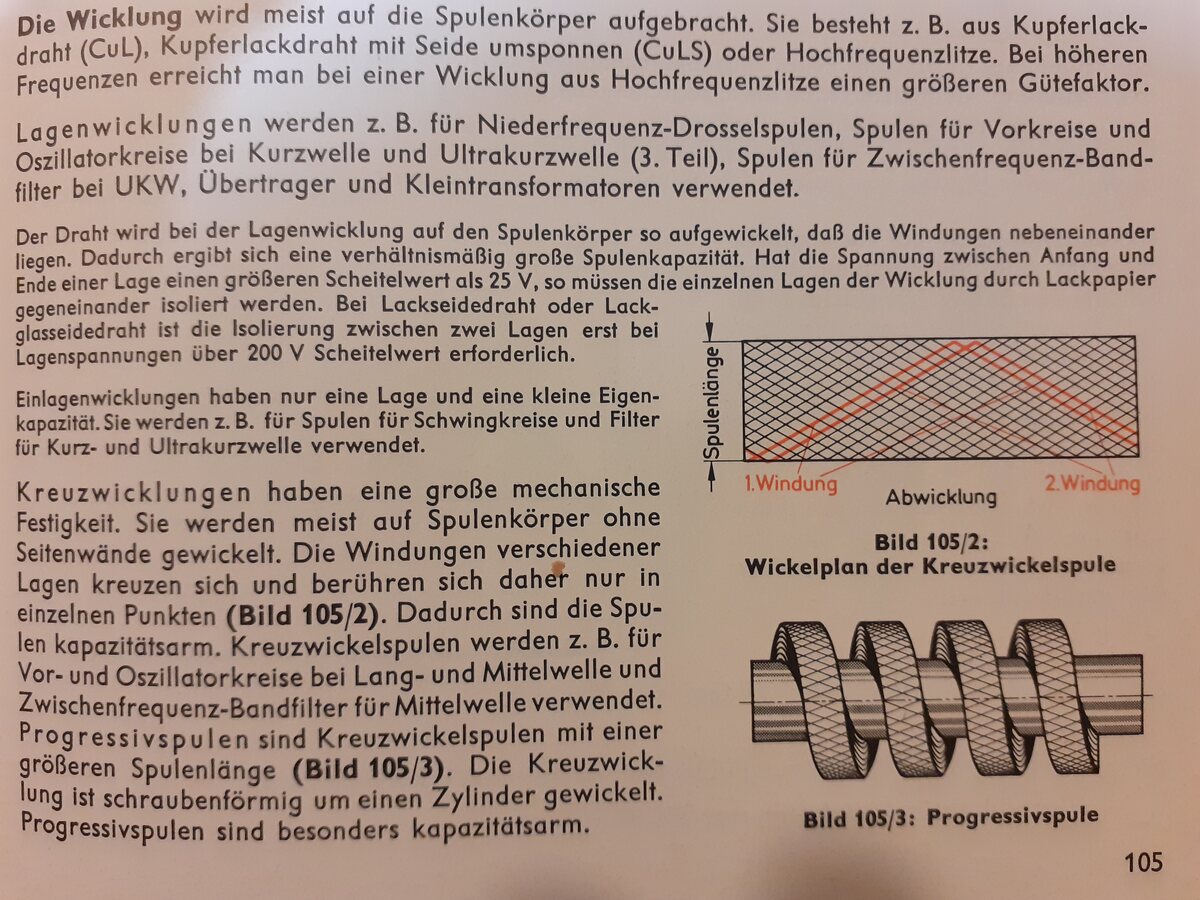 Die Wicklung wird meist auf die Spulenkörper aufgebracht. Sie besteht z. B. aus Kupferlack-
draht (CuL), Kupferlackdraht mit Seide umsponnen (CuLS) oder Hochfrequenzlitze. Bei höheren
Frequenzen erreicht man bei einer Wicklung aus Hochfrequenzlitze einen größeren Gütefaktor.
Lagenwicklungen werden z. B. für Niederfrequenz-Drosselspulen, Spulen für Vorkreise und
Oszillatorkreise bei Kurzwelle und Ultrakurzwelle (3. Teil), Spulen für Zwischenfrequenz-Band-
filter bei UKW, Übertrager und Kleintransformatoren verwendet.
Der Draht wird bei der Lagenwicklung auf den Spulenkörper so aufgewickelt, daß die Windungen nebeneinander
liegen. Dadurch ergibt sich eine verhältnismäßig große Spulenkapazität. Hat die Spannung zwischen Anfang und
Ende einer Lage einen größeren Scheitelwert als 25 V, so müssen die einzelnen Lagen der Wicklung durch Lackpapier
gegeneinander isoliert werden. Bei Lackseidedraht oder Lack-
glasseidedraht ist die Isolierung zwischen zwei Lagen erst bei
Lagenspannungen über 200 V Scheitelwert erforderlich.
Einlagenwicklungen haben nur eine Lage und eine kleine Eigen-
kapazität. Sie werden z. B. für Spulen für Schwingkreise und Filter
für Kurz- und Ultrakurzwelle verwendet.
Kreuzwicklungen haben eine große mechanische
Festigkeit. Sie werden meist auf Spulenkörper ohne
Seitenwände gewickelt. Die Windungen verschiedener
Lagen kreuzen sich und berühren sich daher nur in
einzelnen Punkten (Bild 105/2). Dadurch sind die Spu-
len kapazitätsarm. Kreuzwickelspulen werden z. B. für
Vor- und Oszillatorkreise bei Lang- und Mittelwelle und
Zwischenfrequenz-Bandfilter für Mittelwelle verwendet.
Progressivspulen sind Kreuzwickelspulen mit einer
größeren Spulenlänge (Bild 105/3). Die Kreuzwick-
lung ist schraubenförmig um einen Zylinder gewickelt.
Progressivspulen sind besonders kapazitätsarm.
Spulenlänge
1.Windung
2.Windung
Abwicklung
Bild 105/2:
Wickelplan der Kreuzwickelspule
Bild 105/3: Progressivspule
105